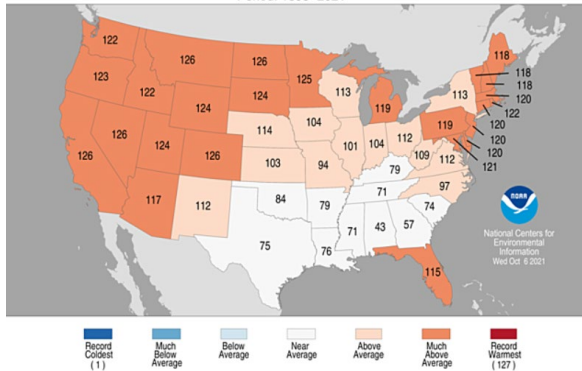 122
126
126
125
123
122
124
124
113
119
113
118
118
118
120
122
119
120
120
120
121
126
126
124
126
114
104
103
94
101
104
112
109
112
117
112
84
79
79
71
97
74
75
76
71
43
57
115
NOAA
National Centers for
Environmental
Information
Wed Oct 6 2021
Record
Coldest
(1)
Much
Below
Average
Below
Average
Near
Average
Above
Average
Much
Above
Average
Record
Warmest
(127)